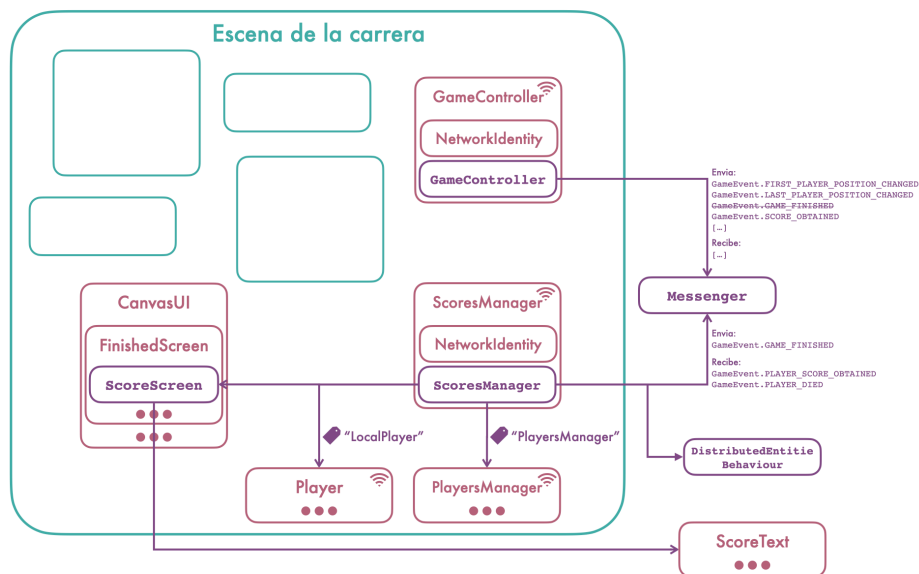 Escena de la carrera
GameController
NetworkIdentity
GameController
Envia:
GameEvent.FIRST_PLAYER_POSITION_CHANGED
GameEvent.LAST_PLAYER_POSITION_CHANGED
GameEvent.GAME_FINISHED
GameEvent.SCORE_OBTAINED
[…]
Recibe:
[…]
Messenger
CanvasUI
FinishedScreen
ScoreScreen
ScoresManager
NetworkIdentity
ScoresManager
Envia:
GameEvent.GAME_FINISHED
Recibe:
GameEvent.PLAYER_SCORE_OBTAINED
GameEvent.PLAYER_DIED
"LocalPlayer"
"PlayersManager"
DistributedEntitie
Behaviour
Player
PlayersManager
ScoreText